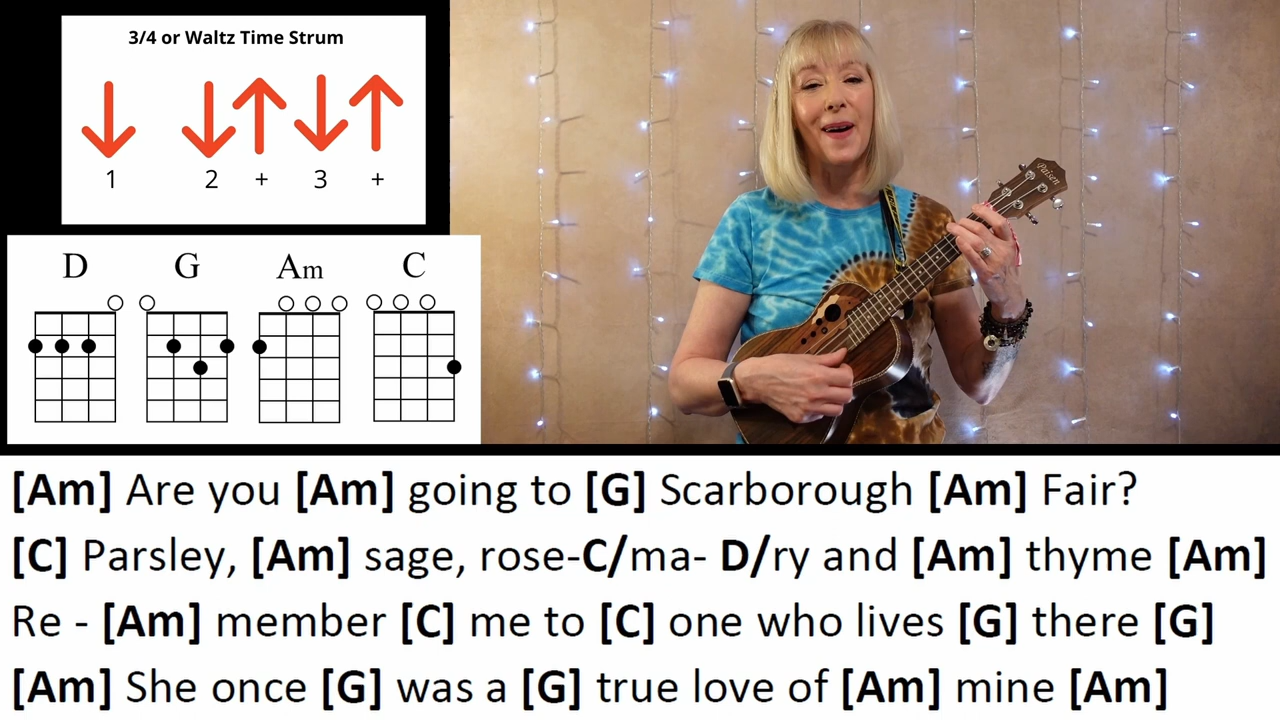 3/4 or Waltz Time Strum
1 2 + 3 +
D G Am C
Paisen
[Am] Are you [Am] going to [G] Scarborough [Am] Fair?
[C] Parsley, [Am] sage, rose-C/ma- D/ry and [Am] thyme [Am]
Re - [Am] member [C] me to [C] one who lives [G] there [G]
[Am] She once [G] was a [G] true love of [Am] mine [Am]